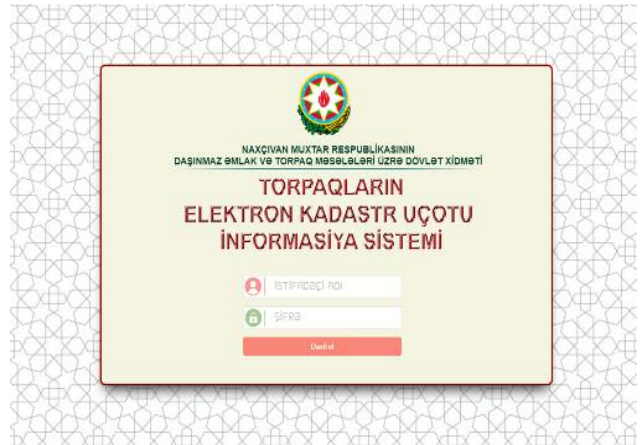 NAXÇIVAN MUXTAR RESPUBLİKASININ
DAŞINMAZ ƏMLAK VƏ TORPAQ MƏSƏLƏLƏRİ ÜZRƏ DÖVLƏT XİDMƏTİ
TORPAQLARIN
ELEKTRON KADASTR UÇOTU
İNFORMASİYA SİSTEMİ
İSTİFADƏÇİ ADI
ŞİFRƏ